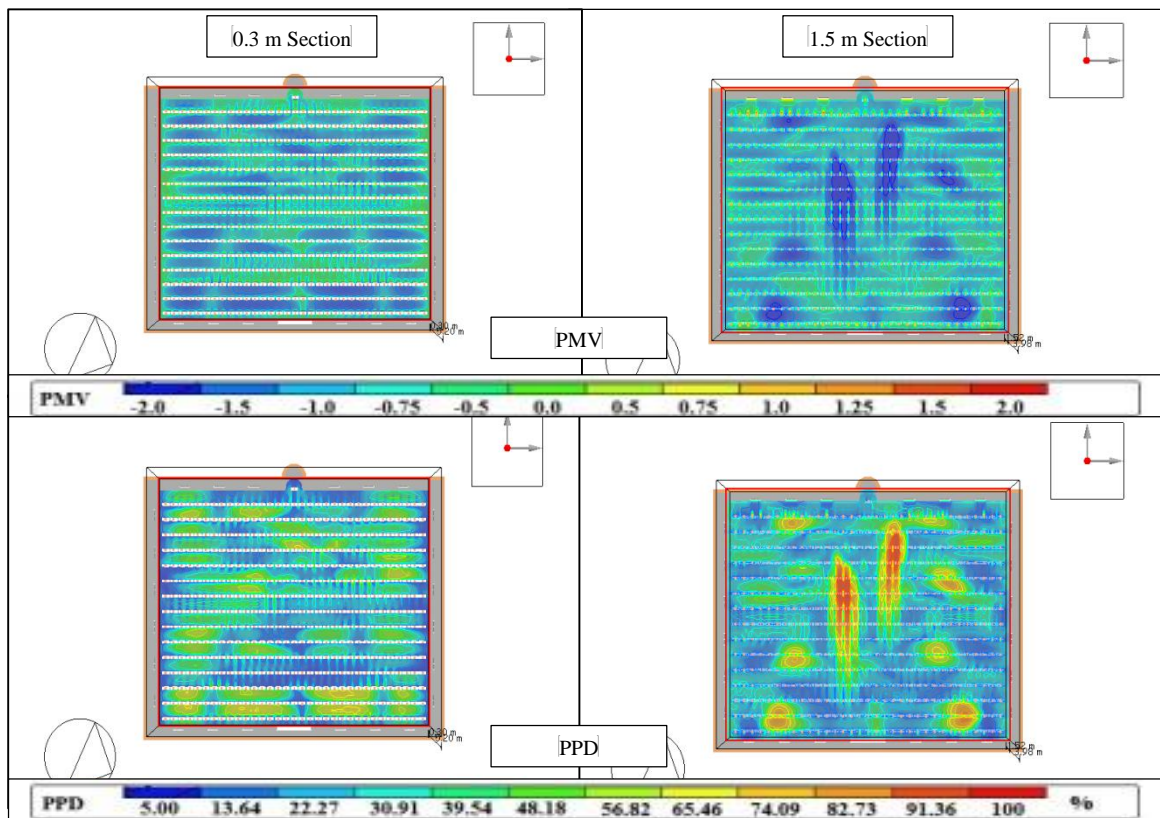 0.3 m Section
1.5 m Section
PMV
PMV -2.0 -1.5 -1.0 -0.75 -0.5 0.0 0.5 0.75 1.0 1.25 1.5 2.0
PPD
PPD 5.00 13.64 22.27 30.91 39.54 48.18 56.82 65.46 74.09 82.73 91.36 100 %